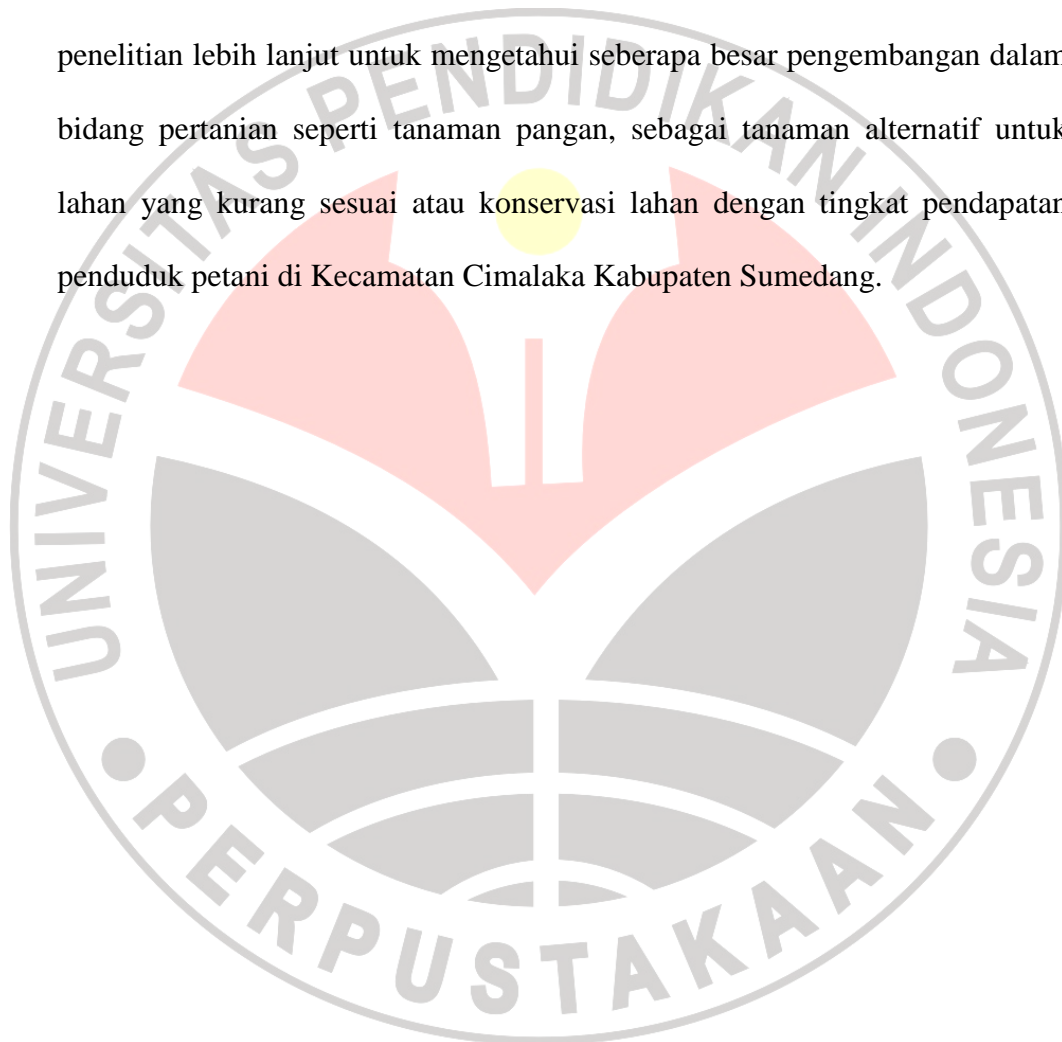 penelitian lebih lanjut untuk mengetahui seberapa besar pengembangan dalam
bidang pertanian seperti tanaman pangan, sebagai tanaman alternatif untuk
lahan yang kurang sesuai atau konservasi lahan dengan tingkat pendapatan
penduduk petani di Kecamatan Cimalaka Kabupaten Sumedang.
UNIVERSITAS PENDIDIKAN INDONESIA
PERPUSTAKAAN